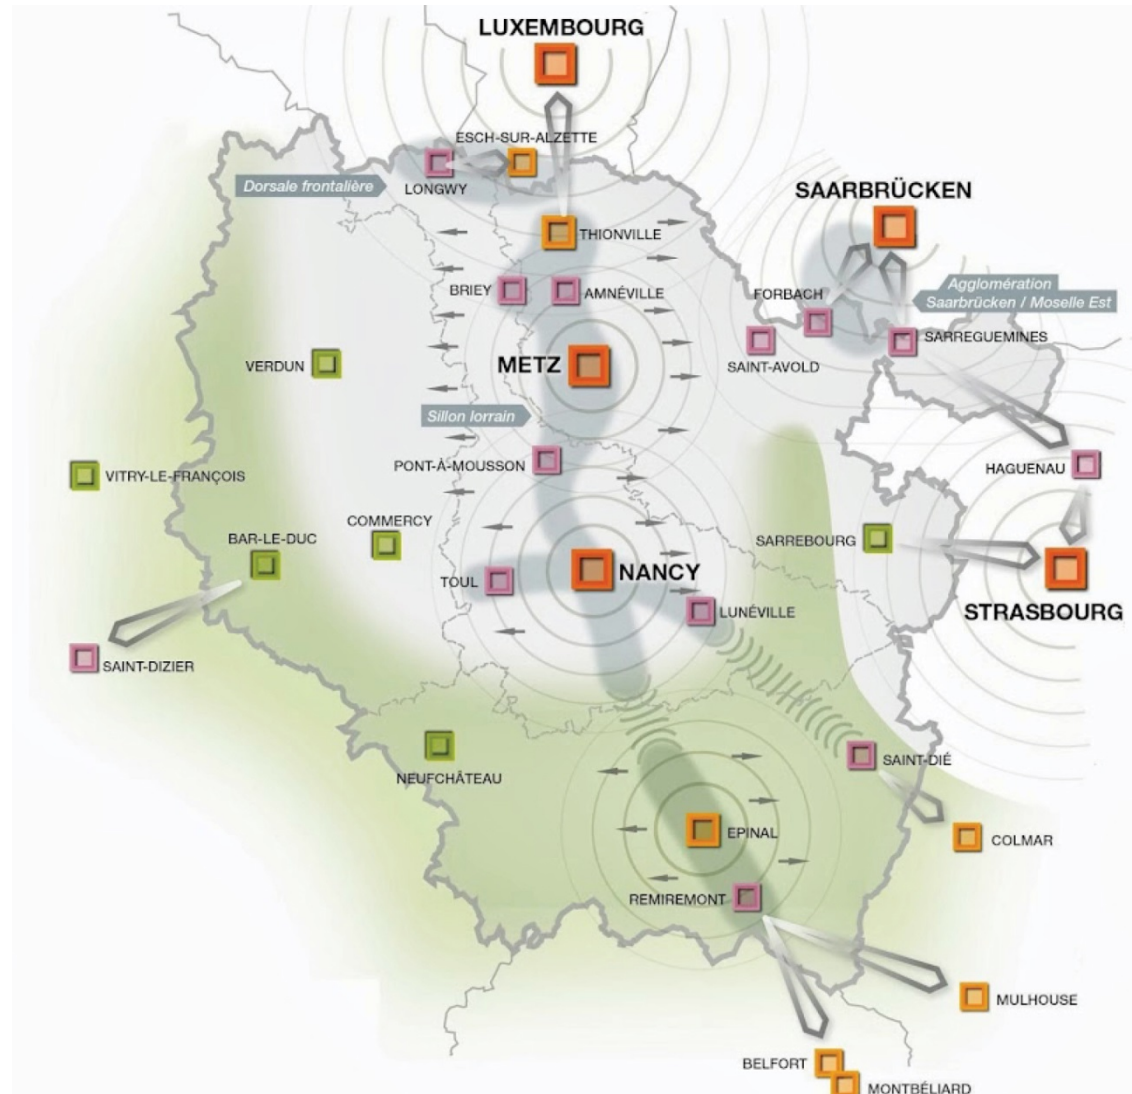 LUXEMBOURG
ESCH-SUR-ALZETTE
Dorsale frontalière
LONGWY
SAARBRÜCKEN
THIONVILLE
BRIEY
AMNÉVILLE
FORBACH
Agglomération
Saarbrücken / Moselle Est
SARREGUEMINES
VERDUN
METZ
SAINT-AVOLD
Sillon lorrain
PONT-À-MOUSSON
HAGUENAU
VITRY-LE-FRANÇOIS
COMMERCY
BAR-LE-DUC
SARREBOURG
TOUL
NANCY
LUNÉVILLE
STRASBOURG
SAINT-DIZIER
NEUFCHÂTEAU
SAINT-DIÉ
EPINAL
COLMAR
REMIREMONT
MULHOUSE
BELFORT
MONTBÉLIARD